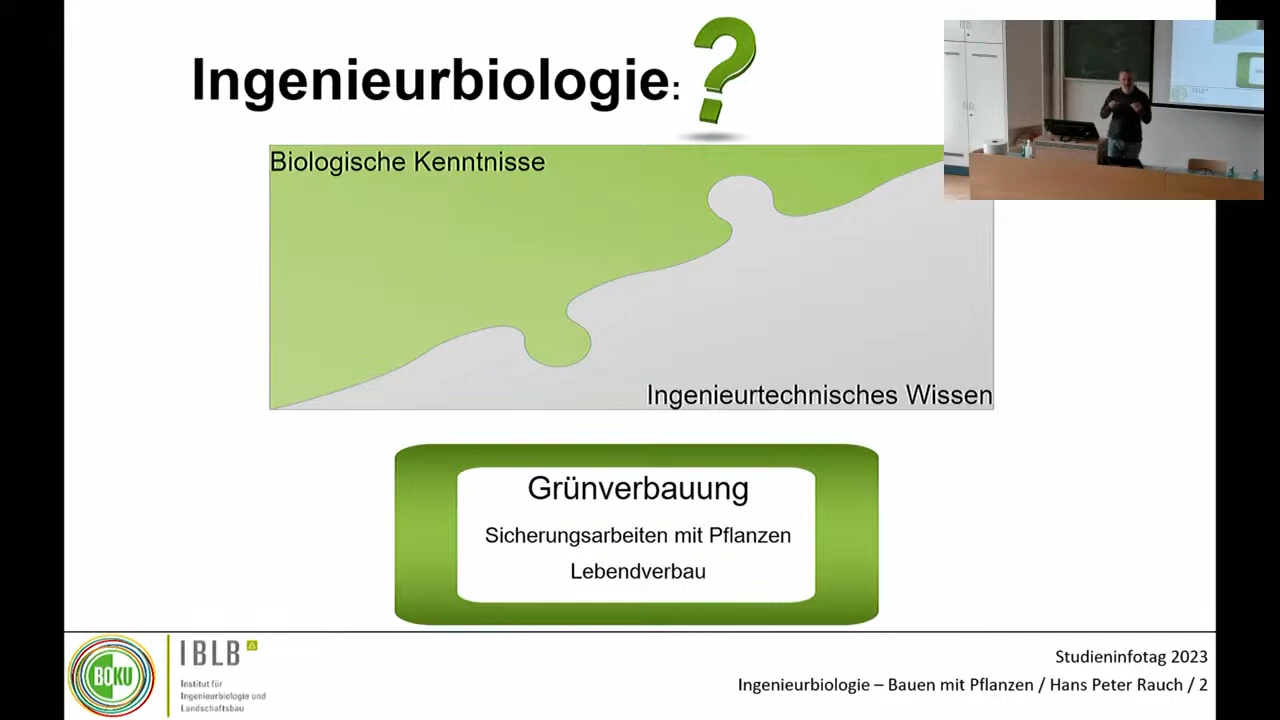 Ingenieurbiologie:?
Biologische Kenntnisse
Ingenieurtechnisches Wissen
Grünverbauung
Sicherungsarbeiten mit Pflanzen
Lebendverbau
BOKU
IBLB
Institut für
Ingenieurbiologie und
Landschaftsbau
Studieninfotag 2023
Ingenieurbiologie – Bauen mit Pflanzen / Hans Peter Rauch / 2